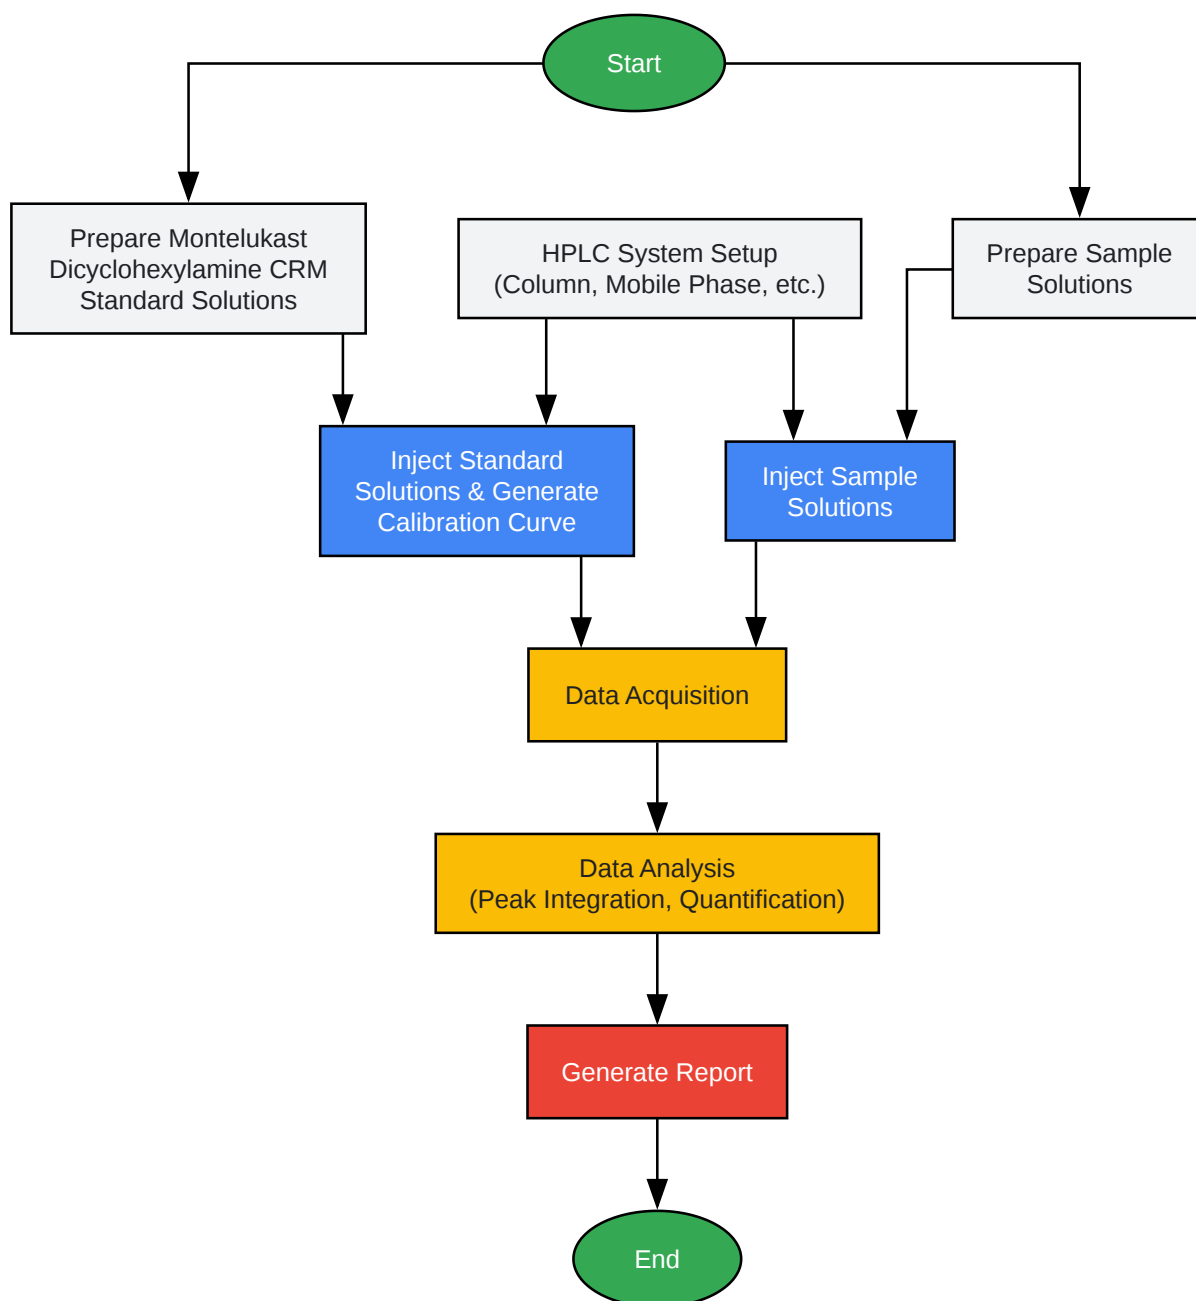 Start
Prepare Montelukast
Dicyclohexylamine CRM
Standard Solutions
HPLC System Setup
(Column, Mobile Phase, etc.)
Prepare Sample
Solutions
Inject Standard
Solutions & Generate
Calibration Curve
Inject Sample
Solutions
Data Acquisition
Data Analysis
(Peak Integration, Quantification)
Generate Report
End